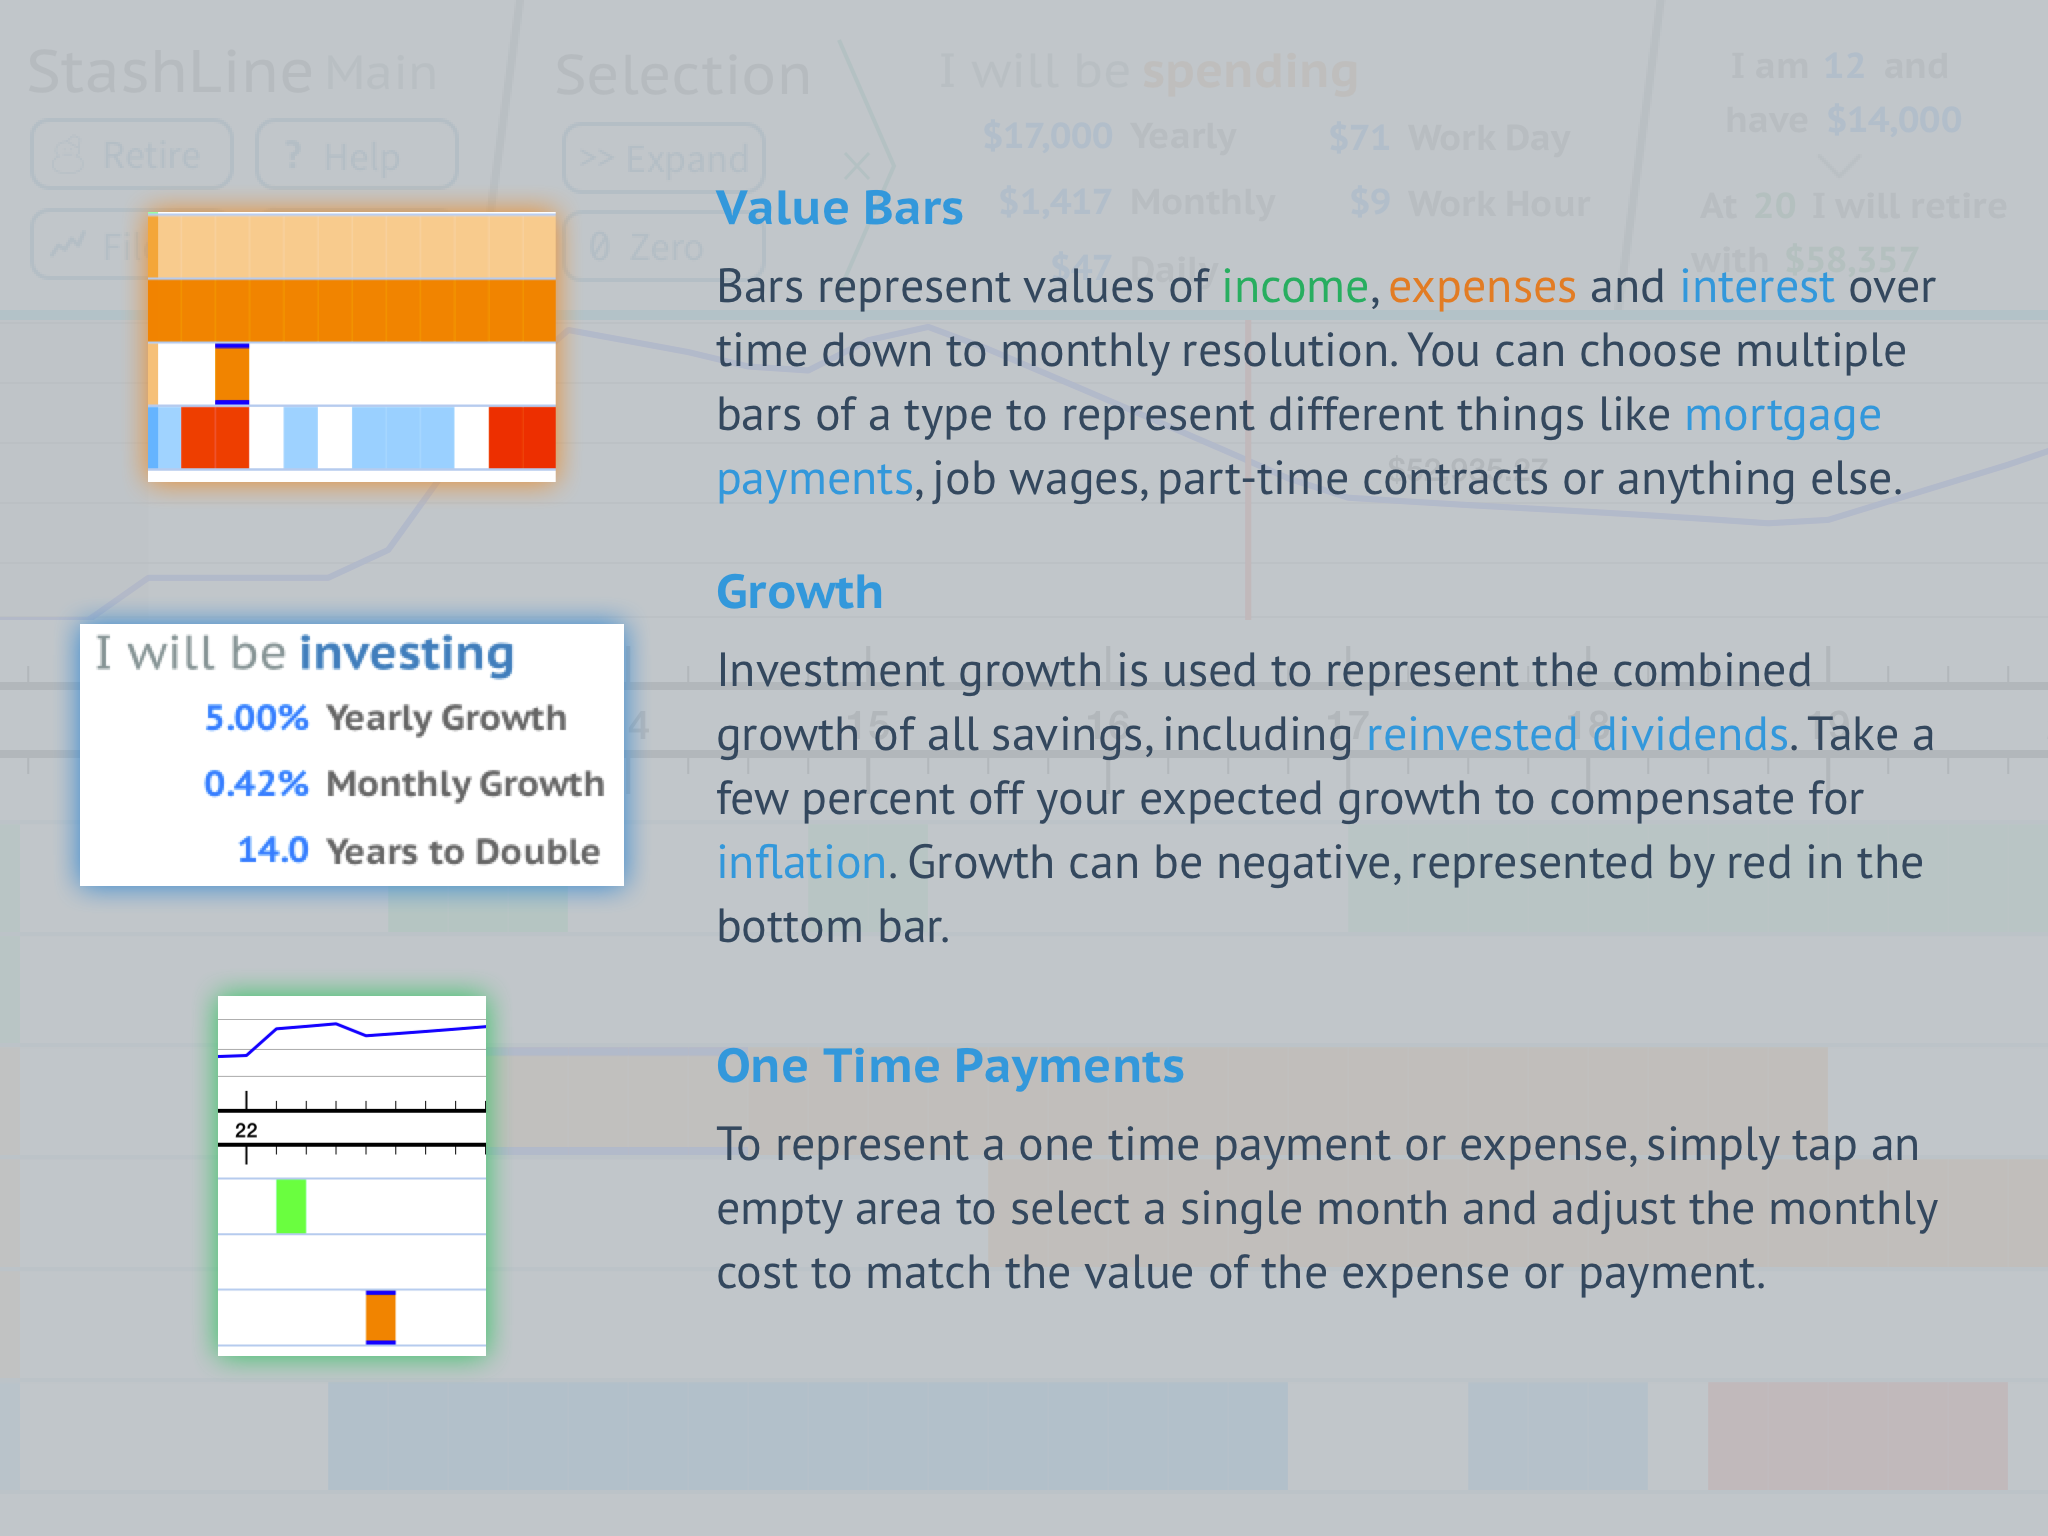 StashLine Main
Retire
? Help
Fil
Selection
>> Expand
0 Zero
I will be spending
$17,000 Yearly
$71 Work Day
$1,417 Monthly
$9 Work Hour
$47 Daily
I am 12 and
have $14,000
At 20 I will retire
with $58,357
Value Bars
Bars represent values of income, expenses and interest over
time down to monthly resolution. You can choose multiple
bars of a type to represent different things like mortgage
payments, job wages, part-time contracts or anything else.
I will be investing
5.00% Yearly Growth
0.42% Monthly Growth
14.0 Years to Double
Growth
Investment growth is used to represent the combined
growth of all savings, including reinvested dividends. Take a
few percent off your expected growth to compensate for
inflation. Growth can be negative, represented by red in the
bottom bar.
4 15 16 17 18 19
22
One Time Payments
To represent a one time payment or expense, simply tap an
empty area to select a single month and adjust the monthly
cost to match the value of the expense or payment.